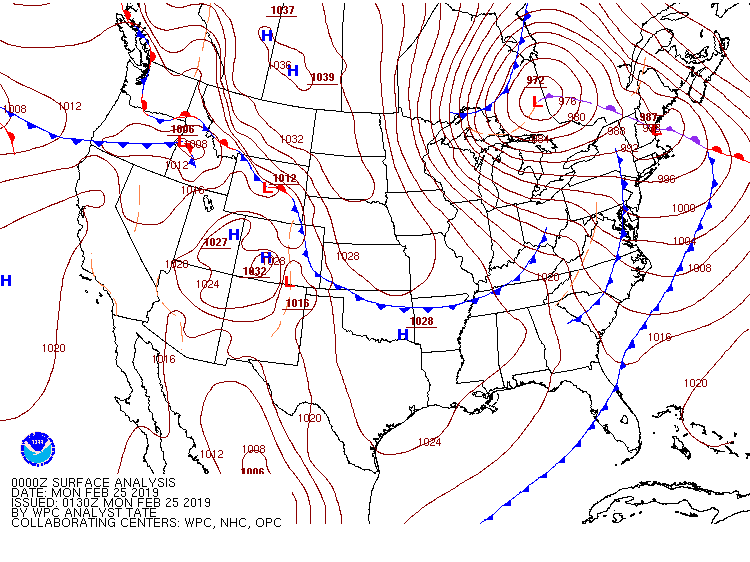 1037
H
1036
H
1039
972
L
976
980
984
988
987
L
992
996
1000
1004
1008
1008
1012
1006
L
1008
1012
1016
1032
1012
L
1027
H
H
1028
1032
1028
1020
1024
L
1016
1028
H
1020
1016
H
1020
1016
1020
1020
1024
1012
1008
1006
NOAA
0000Z SURFACE ANALYSIS
DATE: MON FEB 25 2019
ISSUED: 0130Z MON FEB 25 2019
BY WPC ANALYST TATE
COLLABORATING CENTERS: WPC, NHC, OPC